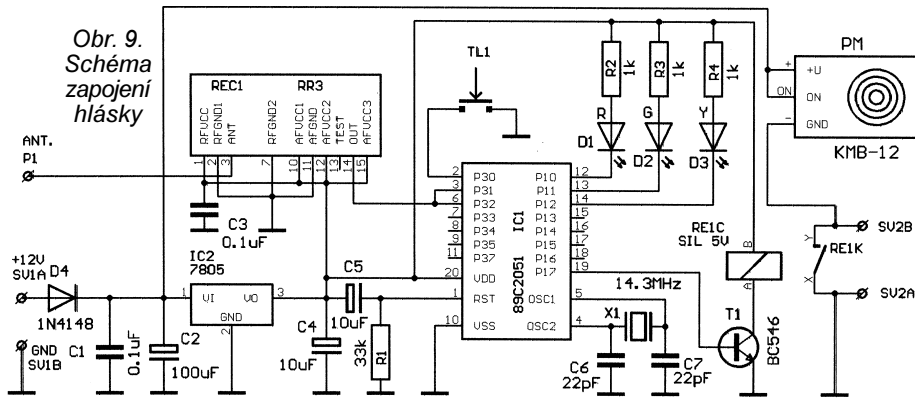 Obr. 9.
Schéma
zapojení
hlásky
REC1 RR3
RFVCC RFGND1 ANT RFGND2 AFVCC1 AFGND AFVCC2 TEST OUT AFVCC3
1 2 3 7 10 11 12 13 14 15
ANT.
P1
C3
0.1uF
TL1
R2 1k
R3 1k
R4 1k
R G Y
D1
D2
D3
PM
+ +U
ON ON
- GND
KMB-12
IC1
89C2051
2 P30
3 P31
6 P32
7 P33
8 P34
9 P35
11 P37
20 VDD
1 RST
10 VSS
P10 12
P11 13
P12 14
P13 15
P14 16
P15 17
P16 18
P17 19
OSC1 5
OSC2 4
RE1C
SIL 5V
B
A
RE1K
Y
X
SV2B
SV2A
+12V
SV1A
D4
1N4148
GND
SV1B
C1
0.1uF
C2
100uF
IC2
7805
1 VI VO 3
GND
2
C5
10uF
C4
10uF
33k
R1
14.3MHz
X1
C6
22pF
C7
22pF
T1
BC546